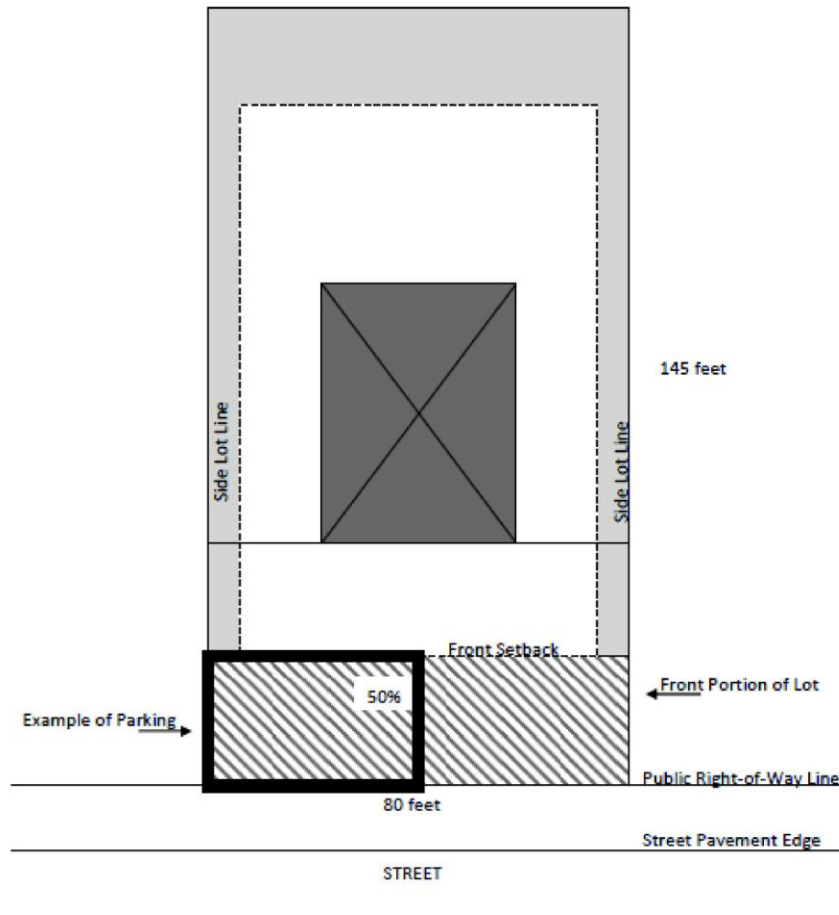 145 feet
Side Lot Line
Side Lot Line
Front Setback
Front Portion of Lot
50%
Example of Parking
Public Right-of-Way Line
80 feet
Street Pavement Edge
STREET